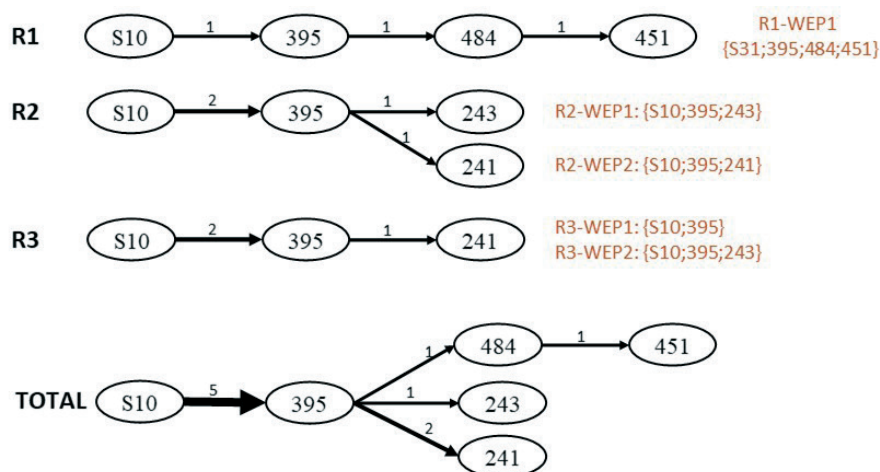 R1 S10 1 395 1 484 1 451 R1-WEP1
{S31;395;484;451}
R2 S10 2 395 1 243 R2-WEP1: {S10;395;243}
1 241 R2-WEP2: {S10;395;241}
R3 S10 2 395 1 241 R3-WEP1: {S10;395}
R3-WEP2: {S10;395;243}
1 484 1 451
TOTAL S10 5 395 1 243
2 241